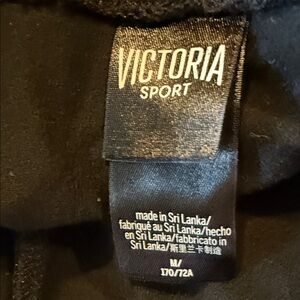 VICTORIA
SPORT
made in Sri Lanka/
fabriqué au Sri Lanka/hecho
en Sri Lanka/fabbricato in
Sri Lanka/斯里兰卡制造
M/
170/72A